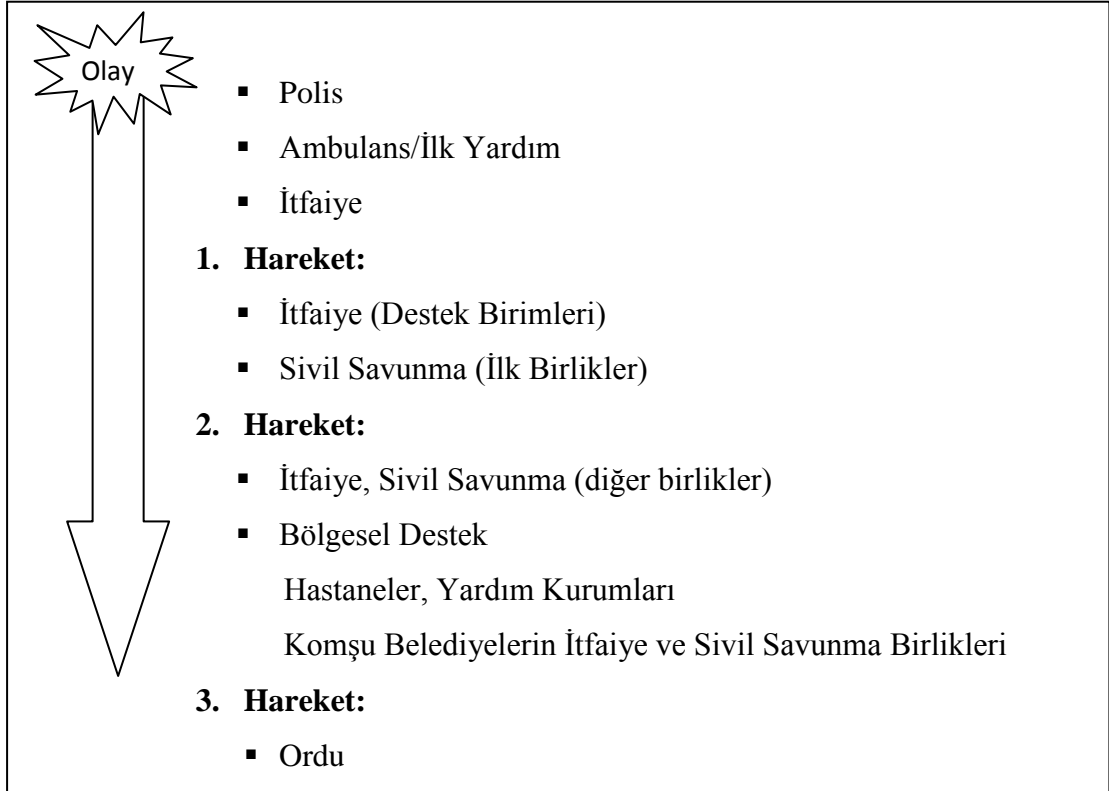 Olay
▪ Polis
▪ Ambulans/İlk Yardım
▪ İtfaiye
1. Hareket:
▪ İtfaiye (Destek Birimleri)
▪ Sivil Savunma (İlk Birlikler)
2. Hareket:
▪ İtfaiye, Sivil Savunma (diğer birlikler)
▪ Bölgesel Destek
Hastaneler, Yardım Kurumları
Komşu Belediyelerin İtfaiye ve Sivil Savunma Birlikleri
3. Hareket:
▪ Ordu